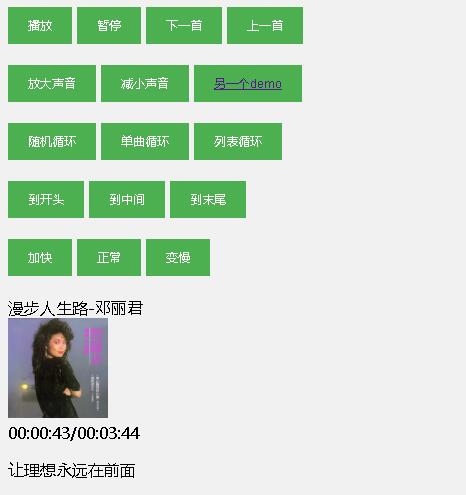 播放 暂停 下一首 上一首
放大声音 减小声音 另一个demo
随机循环 单曲循环 列表循环
到开头 到中间 到末尾
加快 正常 变慢
漫步人生路-邓丽君
00:00:43/00:03:44
让理想永远在前面